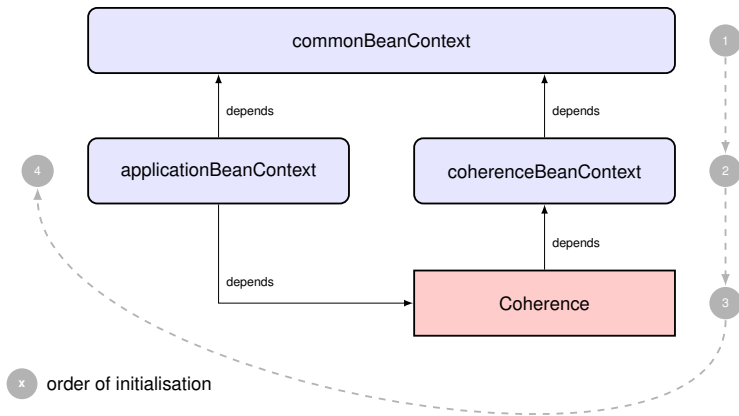 commonBeanContext
1
depends
depends
4
applicationBeanContext
coherenceBeanContext
2
depends
depends
Coherence
3
x order of initialisation